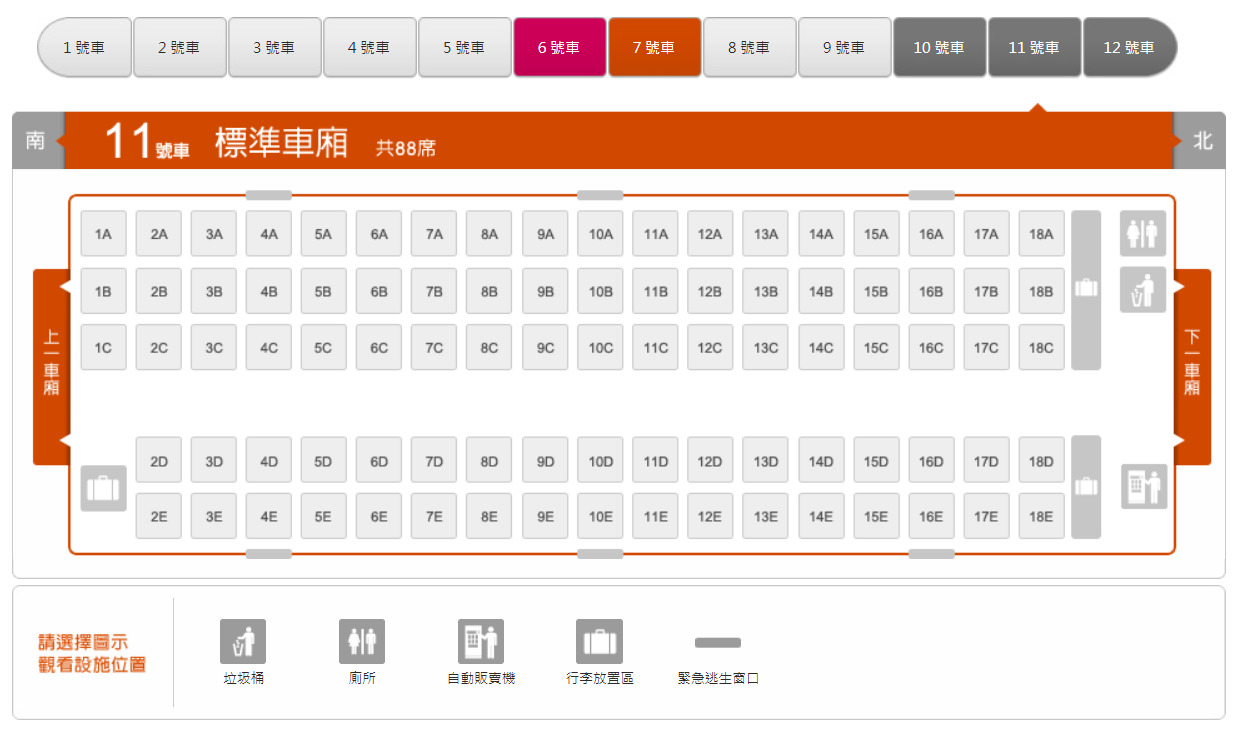 1 號車 2 號車 3 號車 4 號車 5 號車 6 號車 7 號車 8 號車 9 號車 10 號車 11 號車 12 號車
南 11號車 標準車廂 共88席 北
1A 2A 3A 4A 5A 6A 7A 8A 9A 10A 11A 12A 13A 14A 15A 16A 17A 18A
1B 2B 3B 4B 5B 6B 7B 8B 9B 10B 11B 12B 13B 14B 15B 16B 17B 18B
1C 2C 3C 4C 5C 6C 7C 8C 9C 10C 11C 12C 13C 14C 15C 16C 17C 18C
上一車廂
下一車廂
2D 3D 4D 5D 6D 7D 8D 9D 10D 11D 12D 13D 14D 15D 16D 17D 18D
2E 3E 4E 5E 6E 7E 8E 9E 10E 11E 12E 13E 14E 15E 16E 17E 18E
請選擇圖示
觀看設施位置
垃圾桶 廁所 自動販賣機 行李放置區 緊急逃生窗口